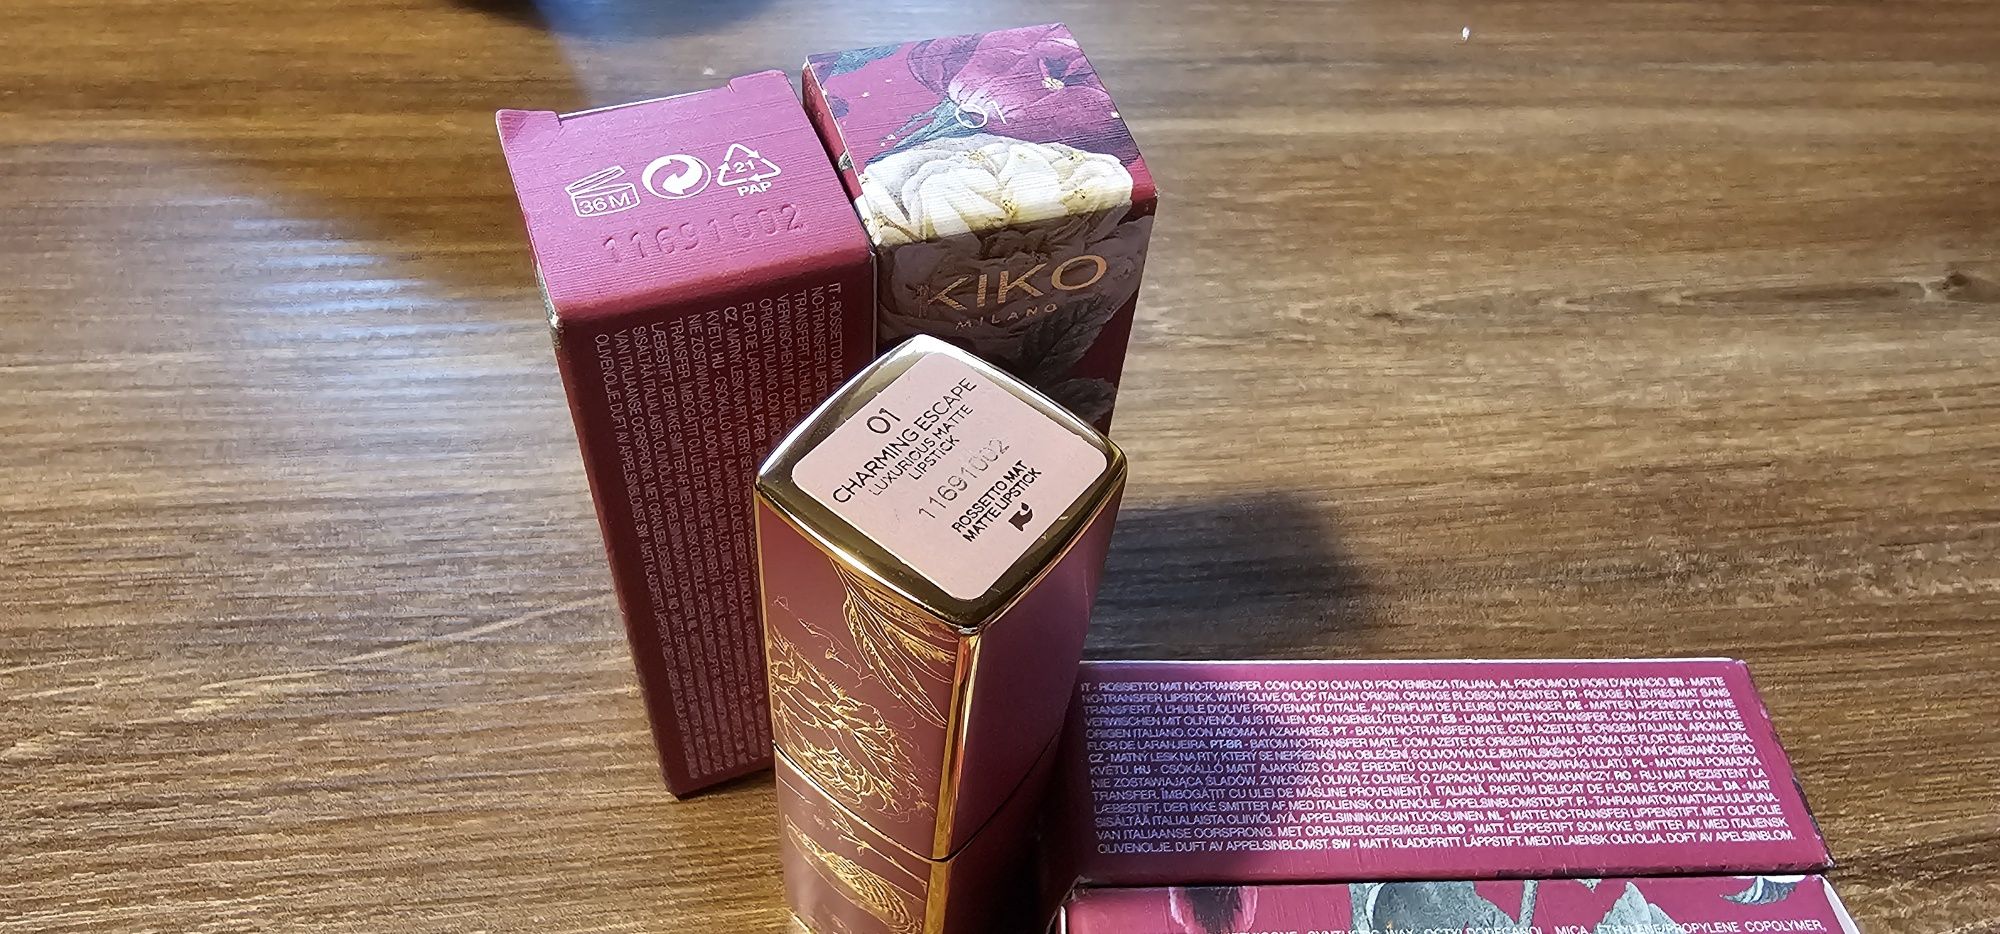 36 M
21
PAP
11691002
01
KIKO
MILANO
01
CHARMING ESCAPE
LUXURIOUS MATTE
LIPSTICK
11691002
ROSSETTO MAT
MATTE LIPSTICK
IT - ROSSETTO MAT NO-TRANSFER. CON OLIO DI OLIVA DI PROVENIENZA ITALIANA. AL PROFUMO DI FIORI D'ARANCIO. EN - MATTE
NO-TRANSFER LIPSTICK. WITH OLIVE OIL OF ITALIAN ORIGIN. ORANGE BLOSSOM SCENTED. FR - ROUGE À LÈVRES MAT SANS
TRANSFERT. À L'HUILE D'OLIVE PROVENANT D'ITALIE. AU PARFUM DE FLEURS D'ORANGER. DE - MATTER LIPPENSTIFT OHNE
VERWISCHEN MIT OLIVENÖL AUS ITALIEN. ORANGENBLÜTEN-DUFT. ES - LABIAL MATE NO-TRANSFER. CON ACEITE DE OLIVA DE
ORIGEN ITALIANO CON AROMA A AZAHARES. PT - BATOM NO-TRANSFER MATE. COM AZEITE DE ORIGEM ITALIANA. AROMA DE
FLOR DE LARANJEIRA. PT-BR - BATOM NO-TRANSFER MATE. COM AZEITE DE ORIGEM ITALIANA. AROMA DE FLOR DE LARANJEIRA.
CZ - MATNÝ LESK NA RTY, KTERÝ SE NEPŘENÁŠÍ NA OBLEČENÍ, S OLIVOVÝM OLEJEM ITALSKÉHO PŮVODU. S VŮNÍ POMERANČOVÉHO
KVĚTU. HU - CSÓKÁLLÓ MATT AJAKRÚZS OLASZ EREDETŰ OLÍVAOLAJJAL. NARANCSVIRÁG ILLATÚ. PL - MATOWA POMADKA
NIE ZOSTAWIAJĄCA ŚLADÓW. Z WŁOSKĄ OLIWĄ Z OLIWEK. O ZAPACHU KWIATU POMARAŃCZY. RO - RUJ MAT REZISTENT LA
TRANSFER. ÎMBOGĂȚIT CU ULEI DE MĂSLINE PROVENIENȚĂ ITALIANĂ. PARFUM DELICAT DE FLORI DE PORTOCAL. DA - MAT
LÆBESTIFT, DER IKKE SMITTER AF. MED ITALIENSK OLIVENOLIE. APPELSINBLOMSTDUFT. FI - TAHRAAMATON MATTAHUULIPUNA.
SISÄLTÄÄ ITALIALAISTA OLIIVIÖLJYÄ. APPELSIININKUKAN TUOKSUINEN. NL - MATTE NO-TRANSFER LIPPENSTIFT. MET OLIJFOLIE
VAN ITALIAANSE OORSPRONG. MET ORANJEBLOESEMGEUR. NO - MATT LEPPESTIFT SOM IKKE SMITTER AV. MED ITALIENSK
OLIVENOLJE. DUFT AV APPELSINBLOMST. SW - MATT KLADDFRITT LÄPPSTIFT. MED ITALIENSK OLIVOLJA. DOFT AV APELSINBLOM.
SYNTHETIC WAX, OCTYLDODECANOL, MICA, ETHYLENE/PROPYLENE COPOLYMER,